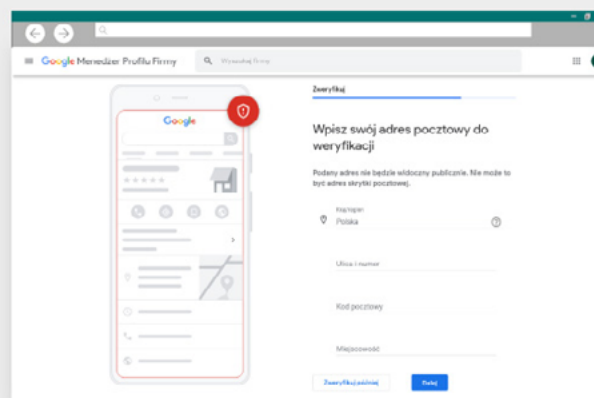 Google Menedżer Profilu Firmy
Wyszukaj firmy
Zweryfikuj
Google
Wpisz swój adres pocztowy do
weryfikacji
Podany adres nie będzie widoczny publicznie. Nie może to
być adres skrytki pocztowej.
Kraj/region
Polska
Ulica i numer
Kod pocztowy
Miejscowość
Zweryfikuj później
Dalej